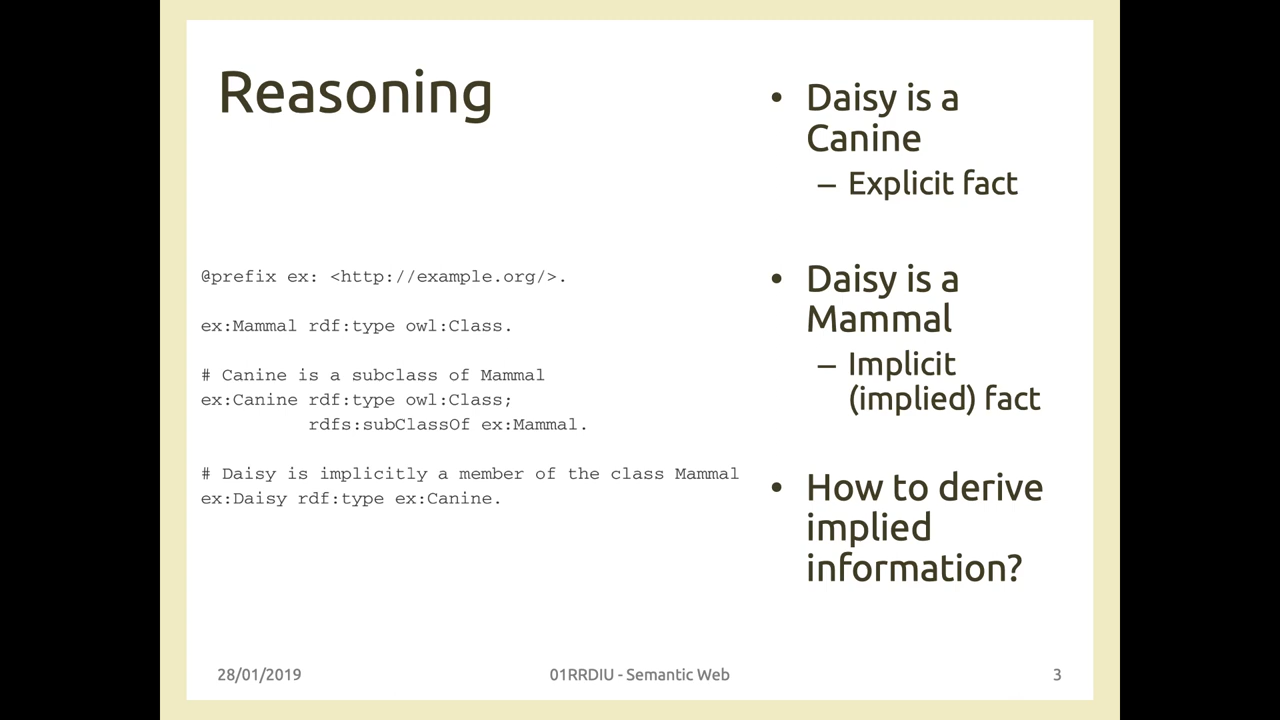 Reasoning
@prefix ex: <http://example.org/>.
ex:Mammal rdf:type owl:Class.
# Canine is a subclass of Mammal
ex:Canine rdf:type owl:Class;
rdfs:subClassOf ex:Mammal.
# Daisy is implicitly a member of the class Mammal
ex:Daisy rdf:type ex:Canine.
• Daisy is a
Canine
– Explicit fact
• Daisy is a
Mammal
– Implicit
(implied) fact
• How to derive
implied
information?
28/01/2019
01RRDIU - Semantic Web
3